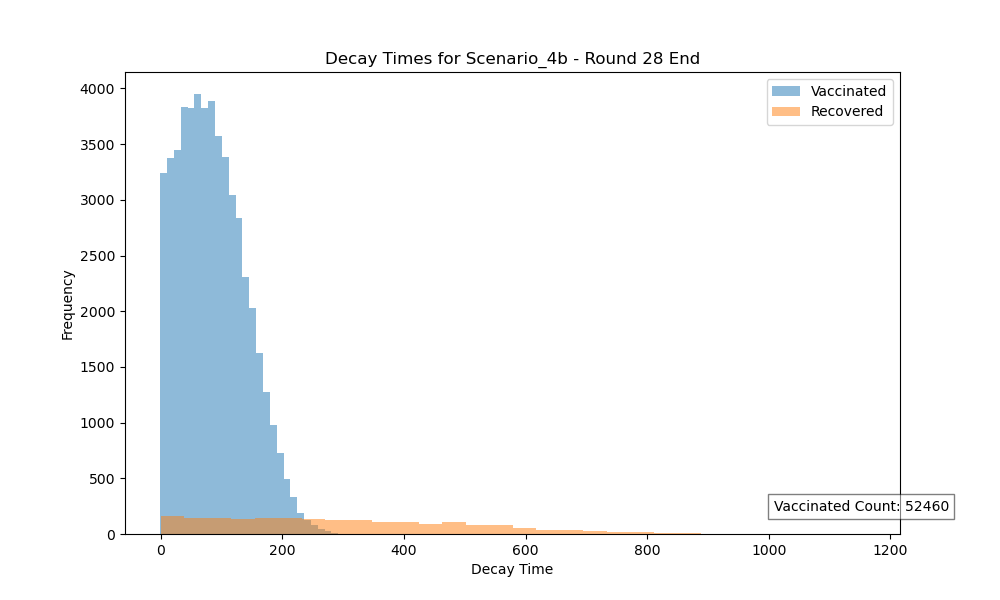 Decay Times for Scenario_4b - Round 28 End
4000
3500
3000
2500
2000
1500
1000
500
0
Frequency
Vaccinated
Recovered
Vaccinated Count: 52460
0 200 400 600 800 1000 1200
Decay Time